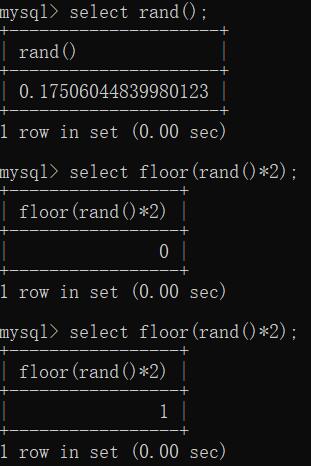 mysql> select rand();
+---------------------+
| rand()              |
+---------------------+
| 0.17506044839980123 |
+---------------------+
1 row in set (0.00 sec)
mysql> select floor(rand()*2);
+-----------------+
| floor(rand()*2) |
+-----------------+
|               0 |
+-----------------+
1 row in set (0.00 sec)
mysql> select floor(rand()*2);
+-----------------+
| floor(rand()*2) |
+-----------------+
|               1 |
+-----------------+
1 row in set (0.00 sec)